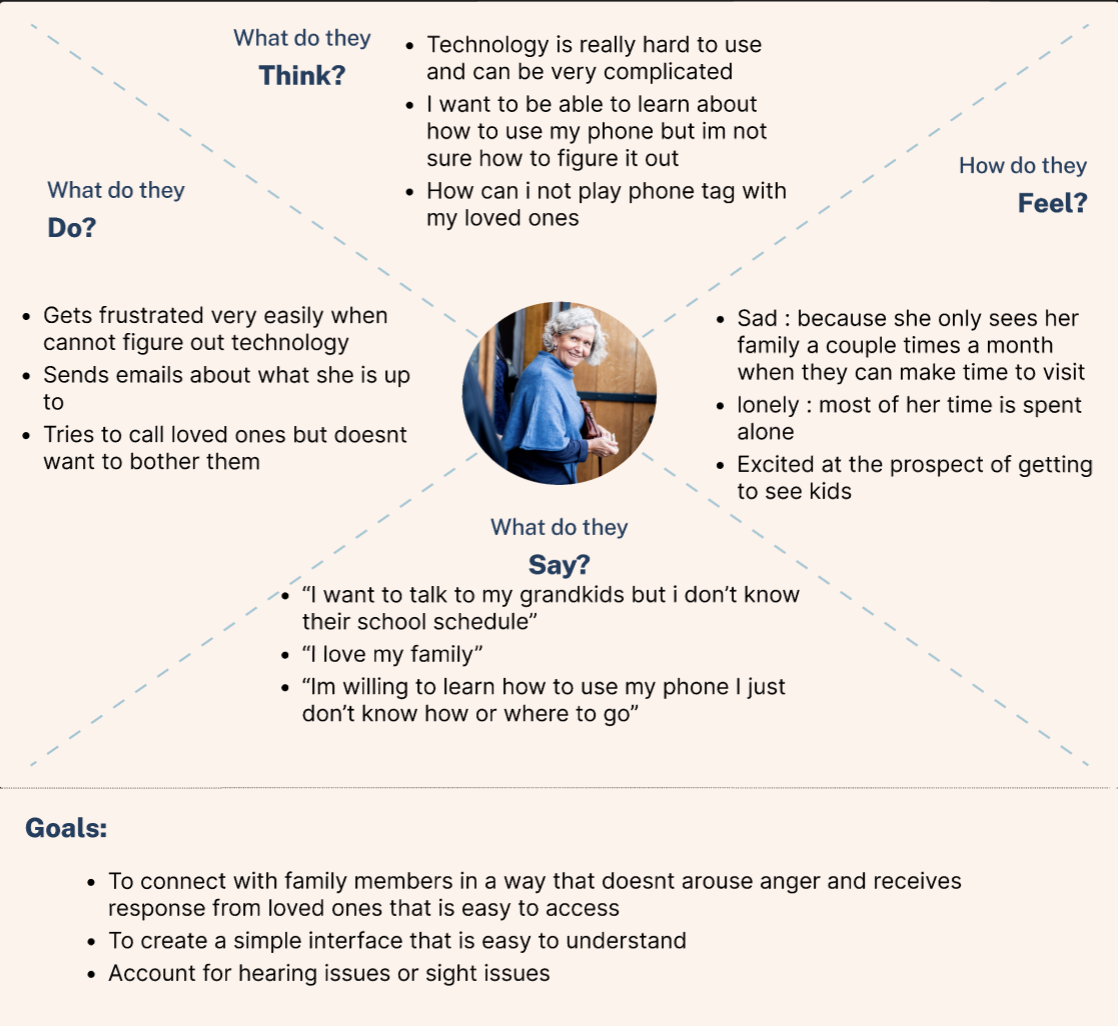 What do they
Think?
• Technology is really hard to use
and can be very complicated
• I want to be able to learn about
how to use my phone but im not
sure how to figure it out
• How can i not play phone tag with
my loved ones
What do they
Do?
• Gets frustrated very easily when
cannot figure out technology
• Sends emails about what she is up
to
• Tries to call loved ones but doesnt
want to bother them
How do they
Feel?
• Sad : because she only sees her
family a couple times a month
when they can make time to visit
• lonely : most of her time is spent
alone
• Excited at the prospect of getting
to see kids
What do they
Say?
• “I want to talk to my grandkids but i don’t know
their school schedule”
• “I love my family”
• “Im willing to learn how to use my phone I just
don’t know how or where to go”
Goals:
• To connect with family members in a way that doesnt arouse anger and receives
response from loved ones that is easy to access
• To create a simple interface that is easy to understand
• Account for hearing issues or sight issues